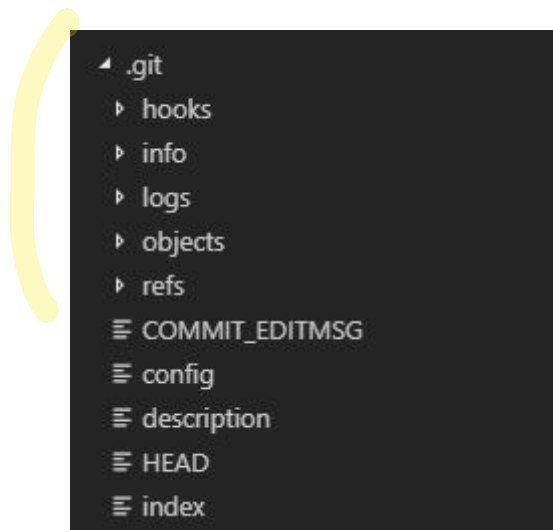 .git
hooks
info
logs
objects
refs
COMMIT_EDITMSG
config
description
HEAD
index